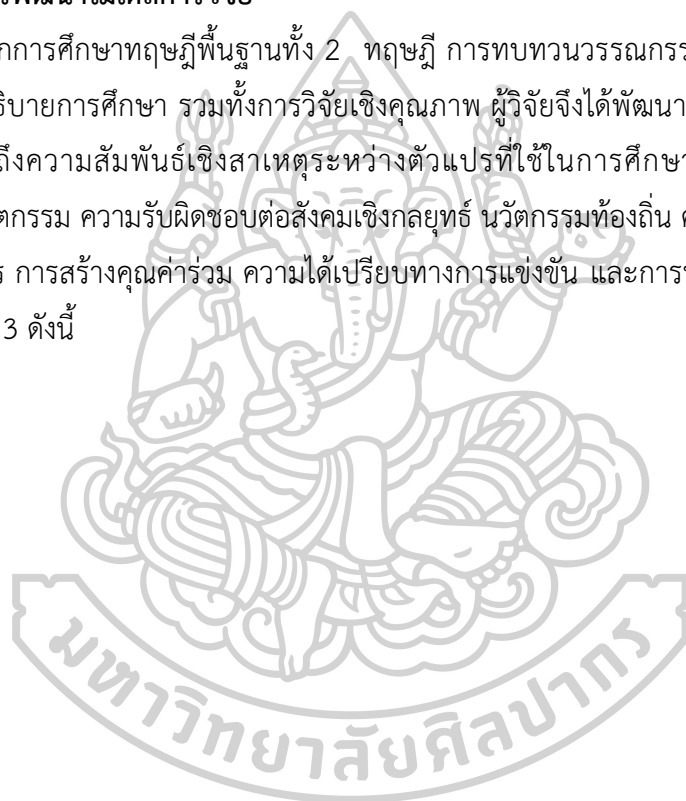 กการศึกษาทฤษฎีพื้นฐานทั้ง 2 ทฤษฎี การทบทวนวรรณกรร
ธิบายการศึกษา รวมทั้งการวิจัยเชิงคุณภาพ ผู้วิจัยจึงได้พัฒนา
ถึงความสัมพันธ์เชิงสาเหตุระหว่างตัวแปรที่ใช้ในการศึกษา
ตกรรม ความรับผิดชอบต่อสังคมเชิงกลยุทธ์ นวัตกรรมท้องถิ่น
ร การสร้างคุณค่าร่วม ความได้เปรียบทางการแข่งขัน และการ
3 ดังนี้
มหาวิทยาลัยศิลปากร